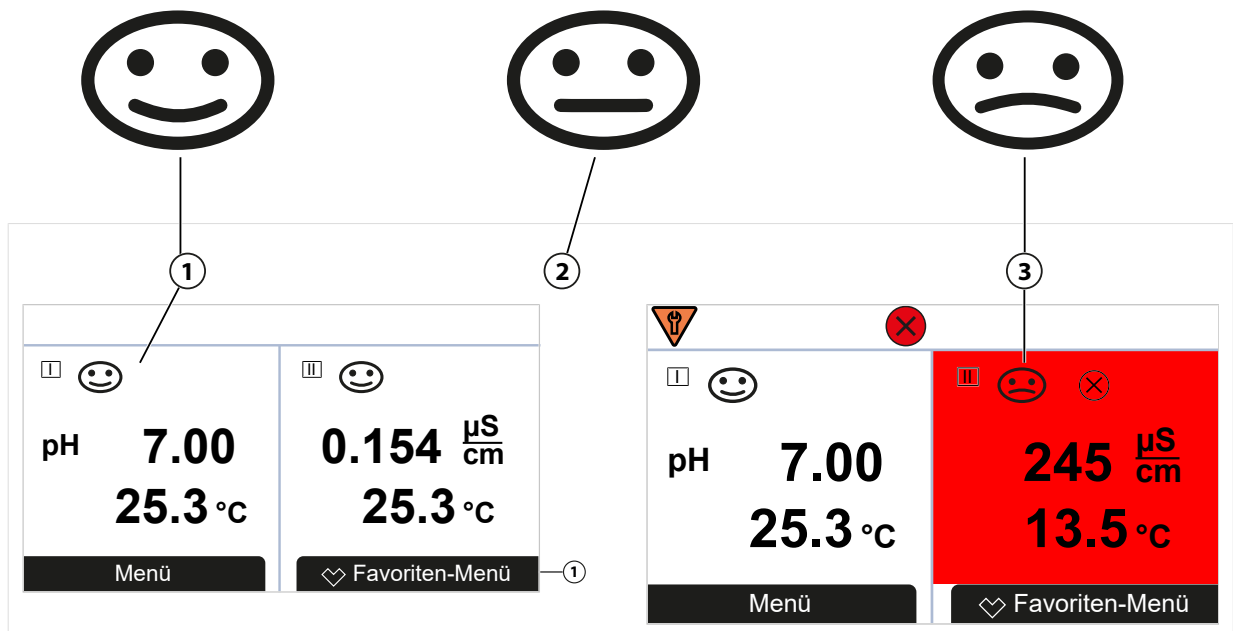 1
2
3
I
II
pH 7.00
0.154 µS/cm
25.3 °C
25.3 °C
Menü
Favoriten-Menü
1
I
II
pH 7.00
245 µS/cm
25.3 °C
13.5 °C
Menü
Favoriten-Menü